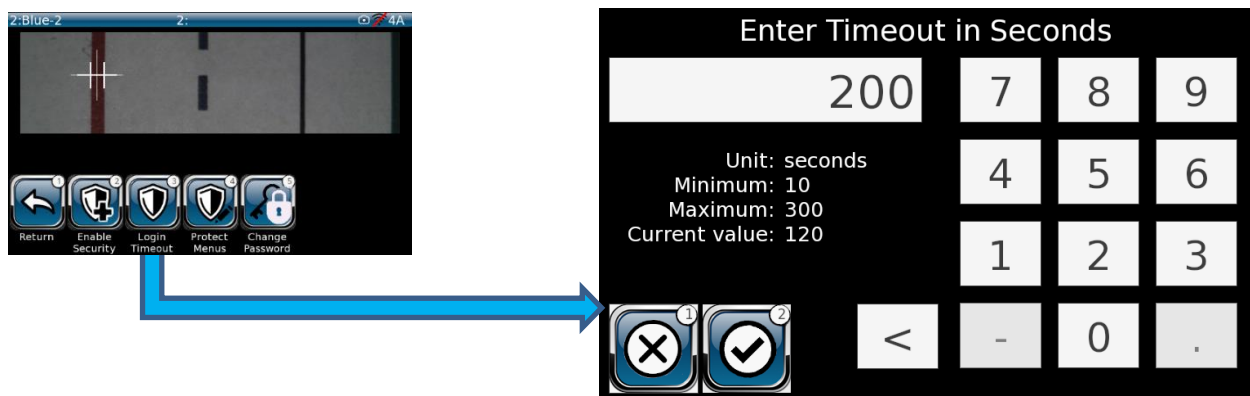 2:Blue-2 2: 4A
1 2 3 4 5
Return Enable Security Login Timeout Protect Menus Change Password
Enter Timeout in Seconds
200
7 8 9
Unit: seconds
Minimum: 10
Maximum: 300
Current value: 120
4 5 6
1 2 3
1 2
< - 0 .